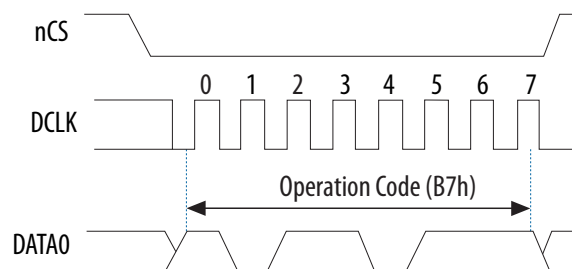 nCS
0 1 2 3 4 5 6 7
DCLK
Operation Code (B7h)
DATA0